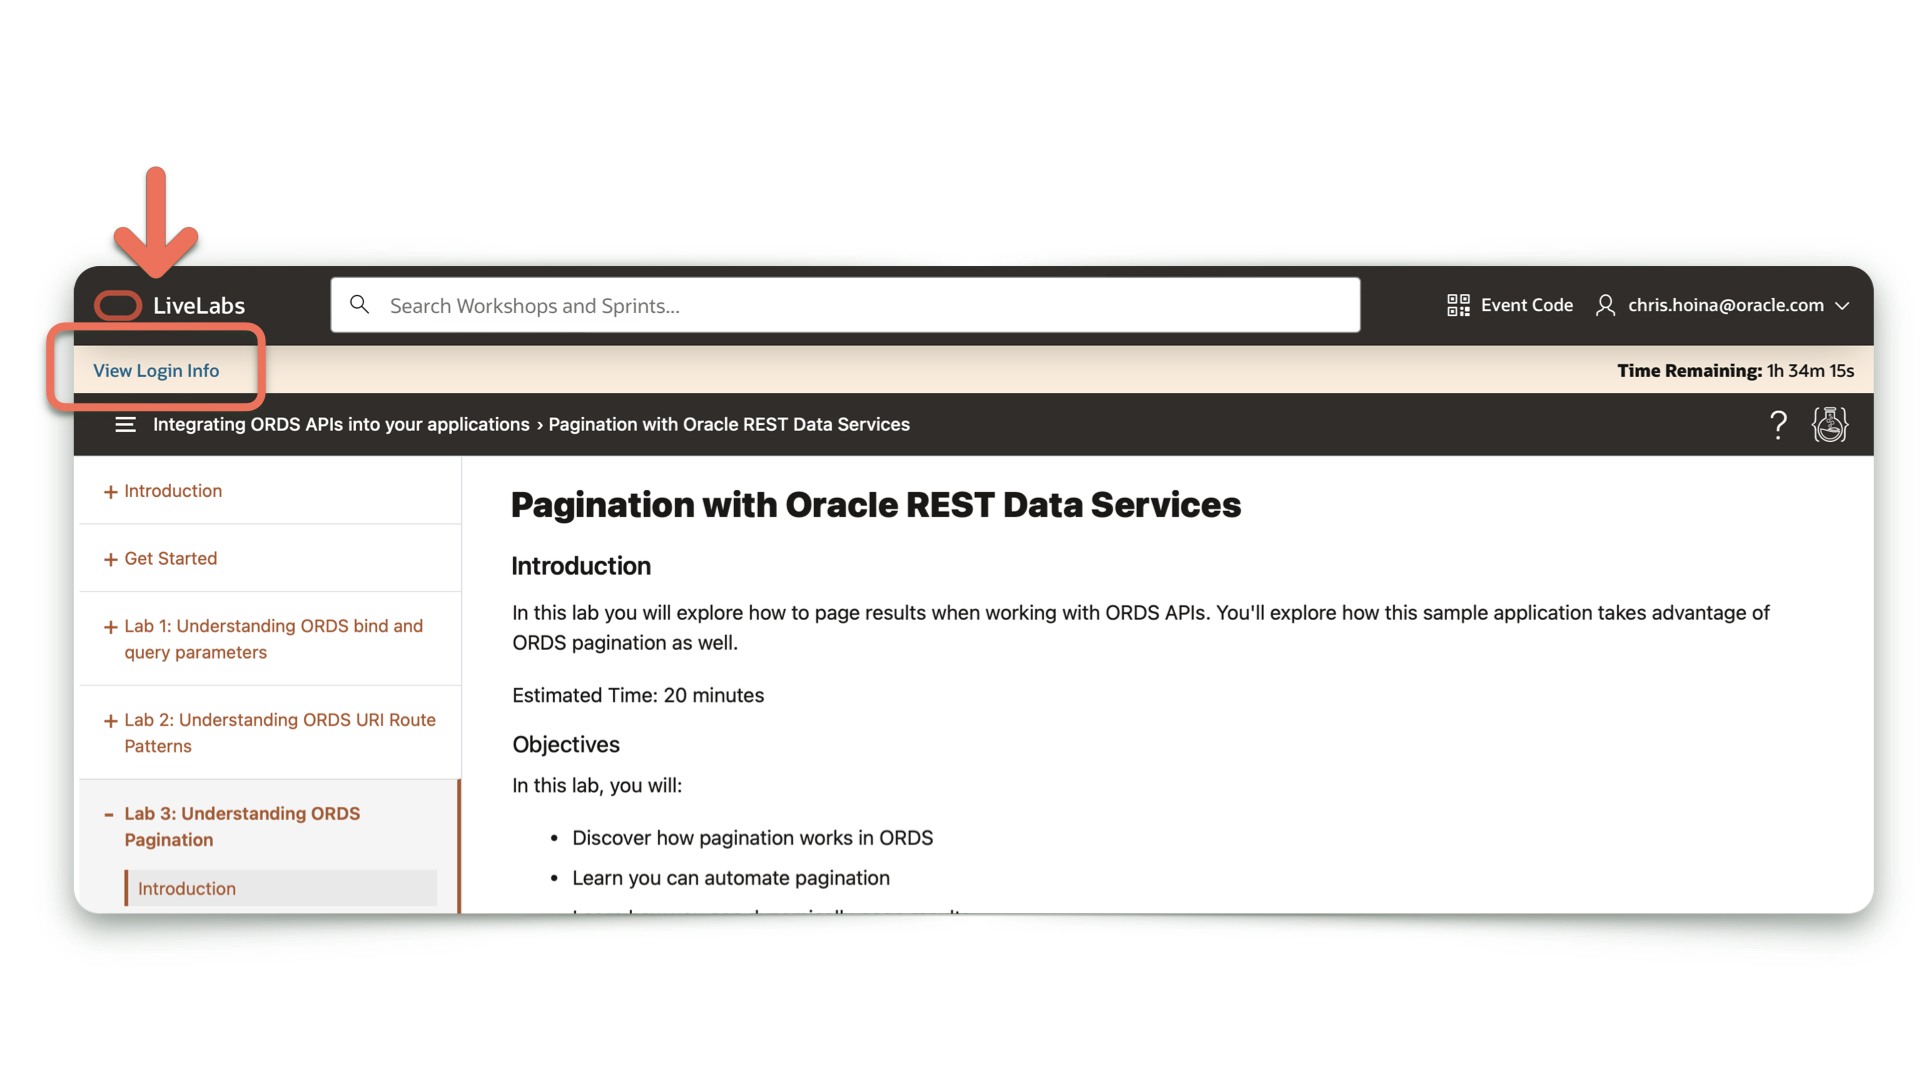 LiveLabs
Search Workshops and Sprints...
Event Code
chris.hoina@oracle.com
View Login Info
Time Remaining: 1h 34m 15s
Integrating ORDS APIs into your applications › Pagination with Oracle REST Data Services
?
+ Introduction
+ Get Started
+ Lab 1: Understanding ORDS bind and
query parameters
+ Lab 2: Understanding ORDS URI Route
Patterns
- Lab 3: Understanding ORDS
Pagination
Introduction
Pagination with Oracle REST Data Services
Introduction
In this lab you will explore how to page results when working with ORDS APIs. You'll explore how this sample application takes advantage of
ORDS pagination as well.
Estimated Time: 20 minutes
Objectives
In this lab, you will:
• Discover how pagination works in ORDS
• Learn you can automate pagination